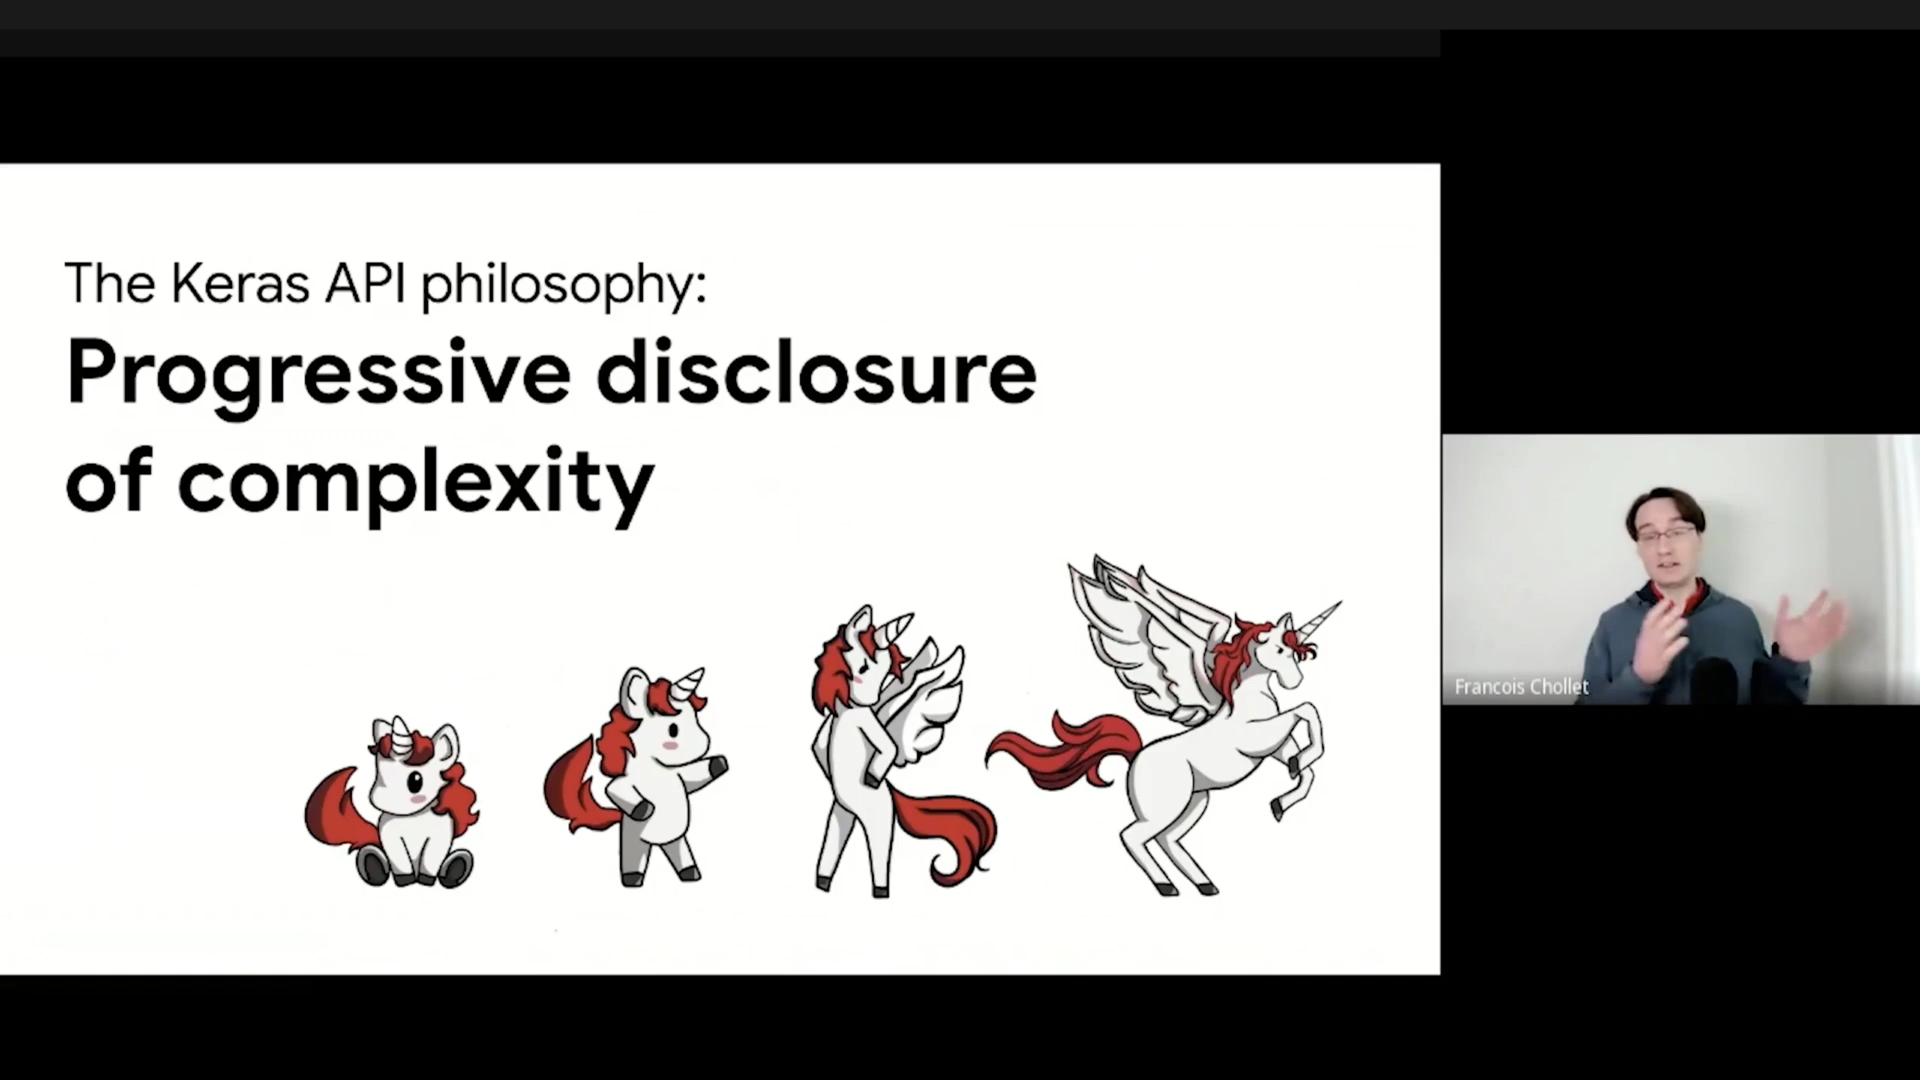 The Keras API philosophy:
Progressive disclosure
of complexity
Francois Chollet